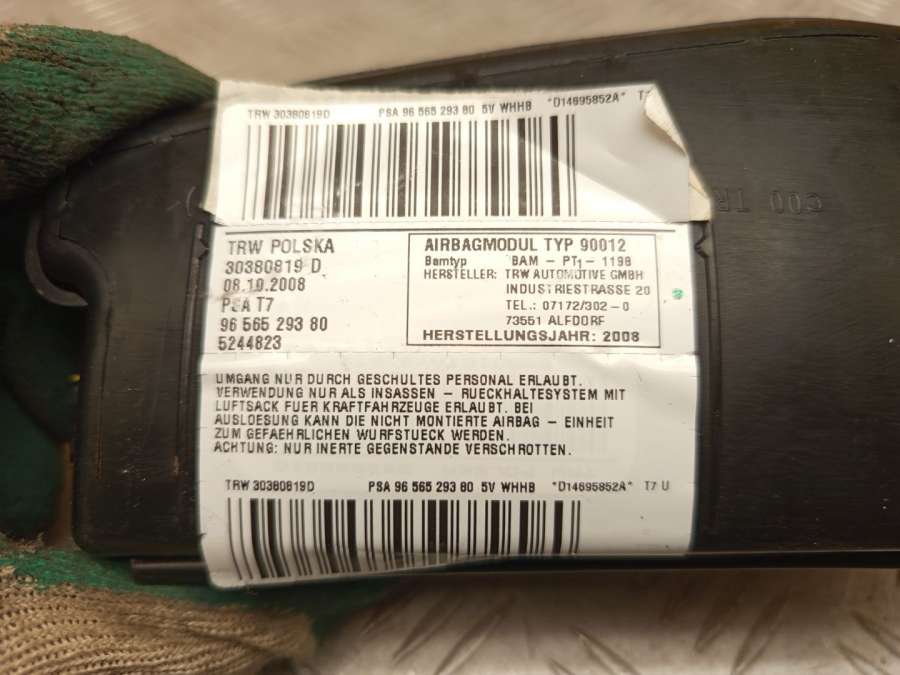 TRW 30380819D PSA 96 565 293 80 5V WHHB *D14695852A* T7
TRW POLSKA
30380819 D
08.10.2008
PSA T7
96 565 293 80
5244823
AIRBAGMODUL TYP 90012
Bamtyp BAM - PT1 - 1198
HERSTELLER: TRW AUTOMOTIVE GMBH
INDUSTRIESTRASSE 20
TEL.: 07172/302-0
73551 ALFDORF
HERSTELLUNGSJAHR: 2008
UMGANG NUR DURCH GESCHULTES PERSONAL ERLAUBT.
VERWENDUNG NUR ALS INSASSEN - RUECKHALTESYSTEM MIT
LUFTSACK FUER KRAFTFAHRZEUGE ERLAUBT. BEI
AUSLOESUNG KANN DIE NICHT MONTIERTE AIRBAG - EINHEIT
ZUM GEFAEHRLICHEN WURFSTUECK WERDEN.
ACHTUNG: NUR INERTE GEGENSTANDE VERSCHROTTEN.
TRW 30380819D PSA 96 565 293 80 5V WHHB *D14695852A* T7 U